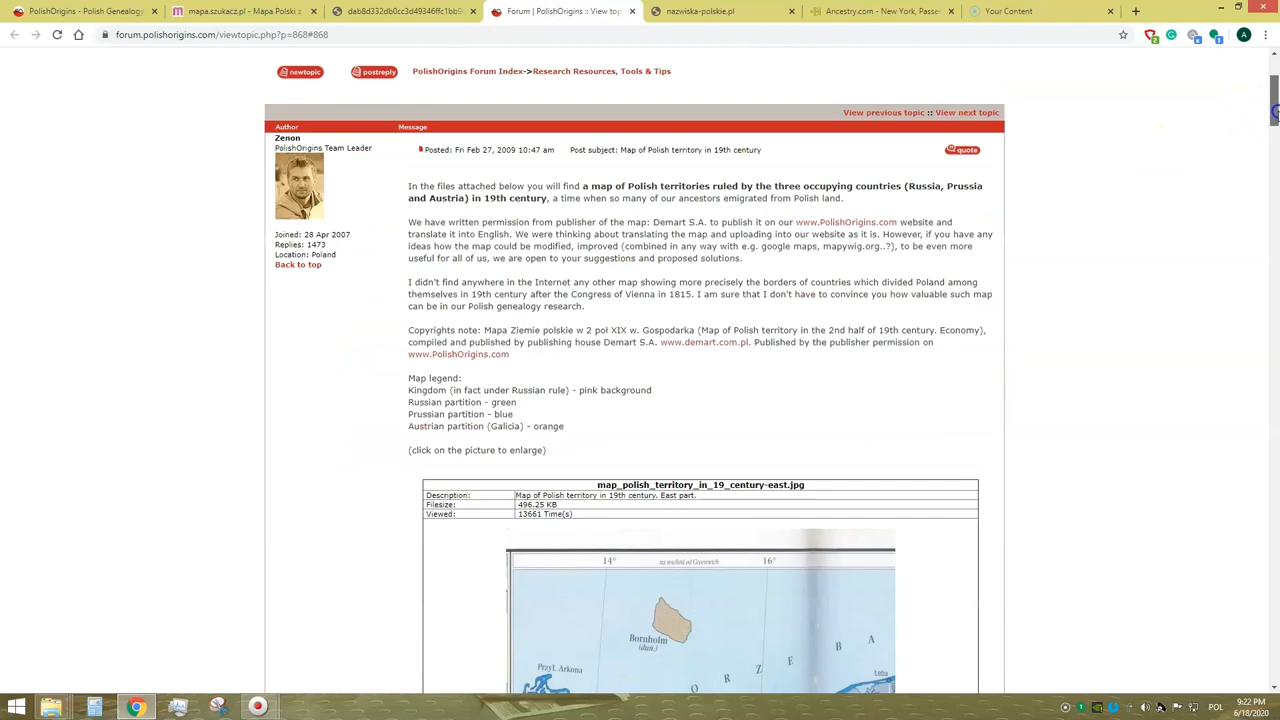 PolishOrigins - Polish Genealogy
mapa.szukacz.pl - Mapa Polski z
dab8d332db0cc3d49346ffc1b9
Forum | PolishOrigins :: View top
nazwiska-polskie.pl
Ancestry.com - New York, Passe
Your Content
forum.polishorigins.com/viewtopic.php?p=868#868
newtopic postreply PolishOrigins Forum Index->Research Resources, Tools & Tips
View previous topic :: View next topic
Author Message
Zenon
PolishOrigins Team Leader
Joined: 28 Apr 2007
Replies: 1473
Location: Poland
Back to top
Posted: Fri Feb 27, 2009 10:47 am Post subject: Map of Polish territory in 19th century quote
In the files attached below you will find a map of Polish territories ruled by the three occupying countries (Russia, Prussia
and Austria) in 19th century, a time when so many of our ancestors emigrated from Polish land.
We have written permission from publisher of the map: Demart S.A. to publish it on our www.PolishOrigins.com website and
translate it into English. We were thinking about translating the map and uploading into our website as it is. However, if you have any
ideas how the map could be modified, improved (combined in any way with e.g. google maps, mapywig.org..?), to be even more
useful for all of us, we are open to your suggestions and proposed solutions.
I didn't find anywhere in the Internet any other map showing more precisely the borders of countries which divided Poland among
themselves in 19th century after the Congress of Vienna in 1815. I am sure that I don't have to convince you how valuable such map
can be in our Polish genealogy research.
Copyrights note: Mapa Ziemie polskie w 2 poł XIX w. Gospodarka (Map of Polish territory in the 2nd half of 19th century. Economy),
compiled and published by publishing house Demart S.A. www.demart.com.pl. Published by the publisher permission on
www.PolishOrigins.com
Map legend:
Kingdom (in fact under Russian rule) - pink background
Russian partition - green
Prussian partition - blue
Austrian partition (Galicia) - orange
(click on the picture to enlarge)
map_polish_territory_in_19_century-east.jpg
Description: Map of Polish territory in 19th century. East part.
Filesize: 496.25 KB
Viewed: 13661 Time(s)
14° na wschód od Greenwich 16°
Bornholm
(dun.)
Przyl. Arkona
O R Z E B A
Łeba
POL
9:22 PM
6/18/2020